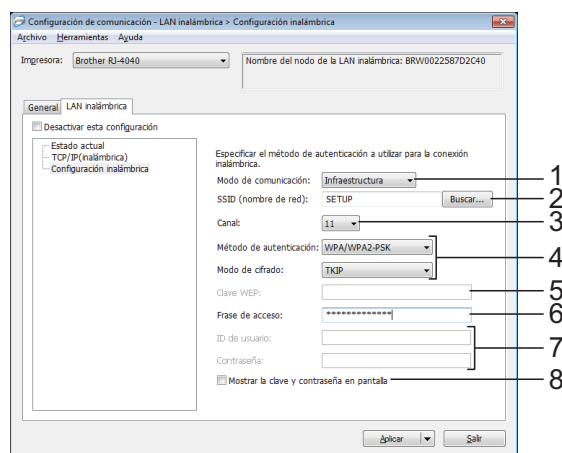 Configuración de comunicación - LAN inalámbrica > Configuración inalámbrica
Archivo Herramientas Ayuda
Impresora: Brother RJ-4040
Nombre del nodo de la LAN inalámbrica: BRW0022587D2C40
General LAN inalámbrica
Desactivar esta configuración
Estado actual
TCP/IP(inalámbrica)
Configuración inalámbrica
Especificar el método de autenticación a utilizar para la conexión
inalámbrica.
Modo de comunicación: Infraestructura 1
SSID (nombre de red): SETUP Buscar... 2
Canal: 11 3
Método de autenticación: WPA/WPA2-PSK
4
Modo de cifrado: TKIP
Clave WEP: 5
Frase de acceso: ************* 6
ID de usuario:
7
Contraseña:
Mostrar la clave y contraseña en pantalla 8
Aplicar Salir